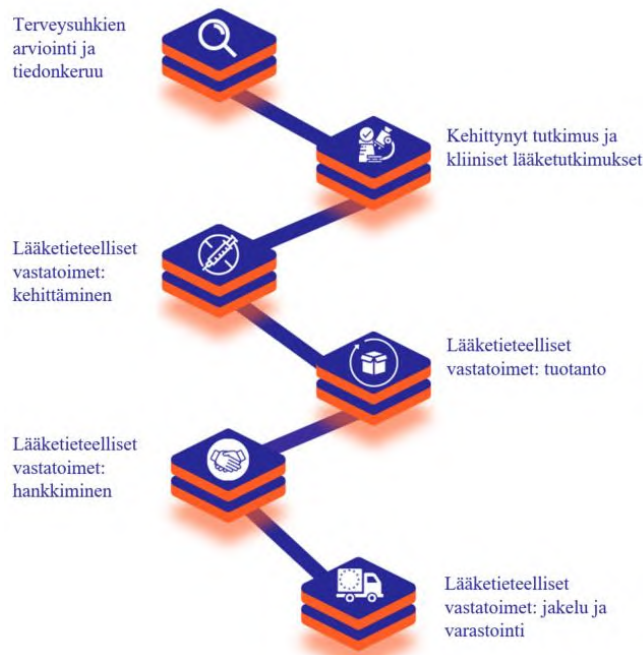 Terveysuhkien
arviointi ja
tiedonkeruu
Kehittynyt tutkimus ja
kliiniset lääketutkimukset
Lääketieteelliset
vastatoimet:
kehittäminen
Lääketieteelliset
vastatoimet: tuotanto
Lääketieteelliset
vastatoimet:
hankkiminen
Lääketieteelliset
vastatoimet: jakelu ja
varastointi